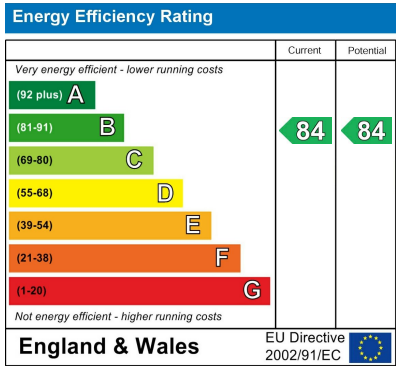 Energy Efficiency Rating
Current Potential
Very energy efficient - lower running costs
(92 plus) A
(81-91) B 84 84
(69-80) C
(55-68) D
(39-54) E
(21-38) F
(1-20) G
Not energy efficient - higher running costs
England & Wales
EU Directive
2002/91/EC